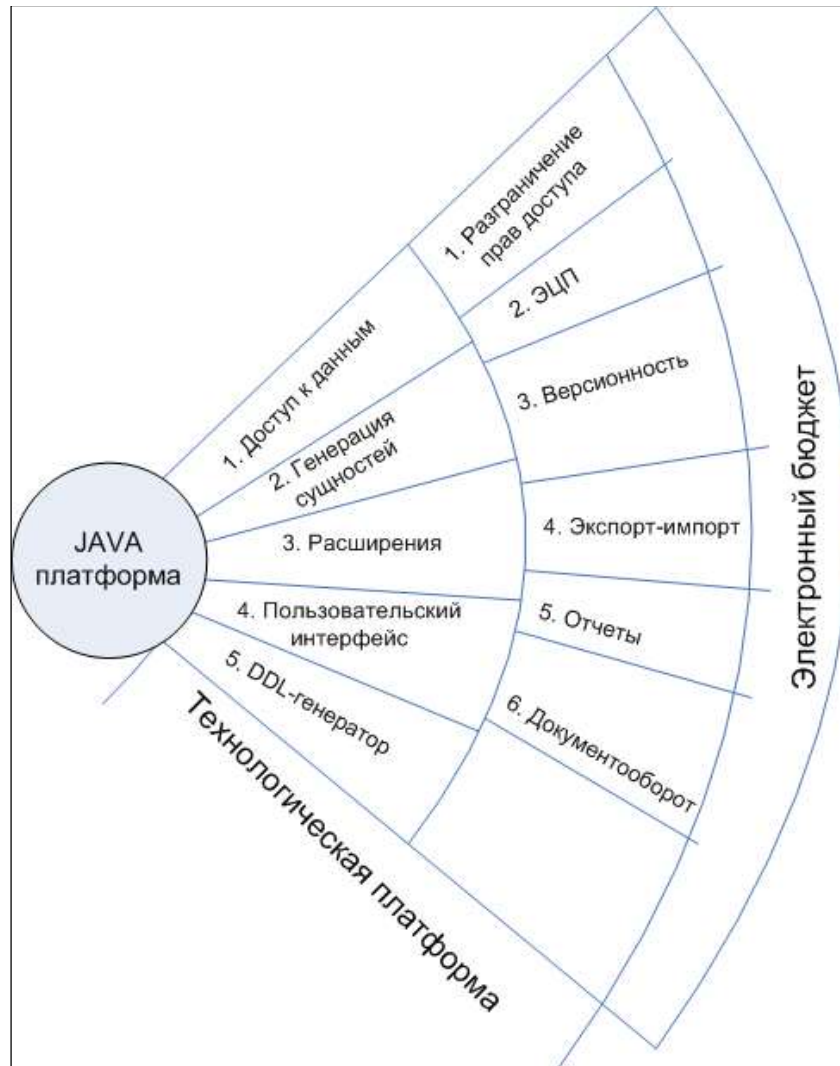 JAVA
платформа
1. Доступ к данным
2. Генерация
сущностей
3. Расширения
4. Пользовательский
интерфейс
5. DDL-генератор
1. Разграничение
прав доступа
2. ЭЦП
3. Версионность
4. Экспорт-импорт
5. Отчеты
6. Документооборот
Технологическая платформа
Электронный бюджет